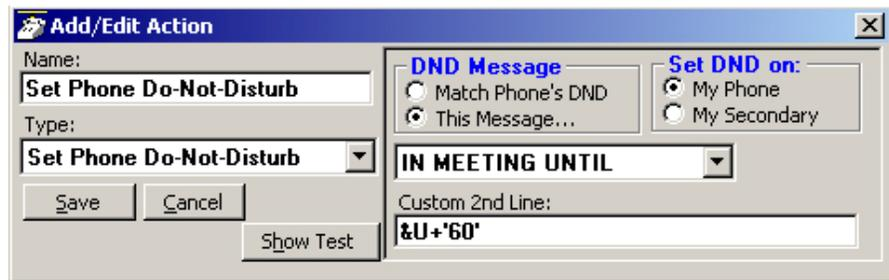 Add/Edit Action
Name:
Set Phone Do-Not-Disturb
Type:
Set Phone Do-Not-Disturb
Save
Cancel
Show Test
DND Message
Match Phone's DND
This Message...
Set DND on:
My Phone
My Secondary
IN MEETING UNTIL
Custom 2nd Line:
&U+'60'